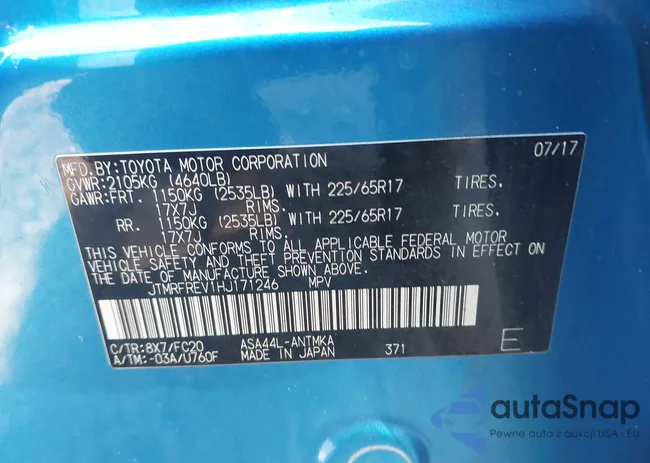 MFD.BY:TOYOTA MOTOR CORPORATION 07/17
GVWR:2105KG (4640LB)
GAWR:FRT. 1150KG (2535LB) WITH 225/65R17 TIRES.
17X7J RIMS.
RR. 1150KG (2535LB) WITH 225/65R17 TIRES.
17X7J RIMS.
THIS VEHICLE CONFORMS TO ALL APPLICABLE FEDERAL MOTOR
VEHICLE SAFETY AND THEFT PREVENTION STANDARDS IN EFFECT ON
THE DATE OF MANUFACTURE SHOWN ABOVE.
JTMRFREV1HJ171246 MPV
C/TR:8X7/FC20 ASA44L-ANTMKA
A/TM:-03A/U760F MADE IN JAPAN 371 E
autaSnap
Pewne auta z aukcji USA i EU